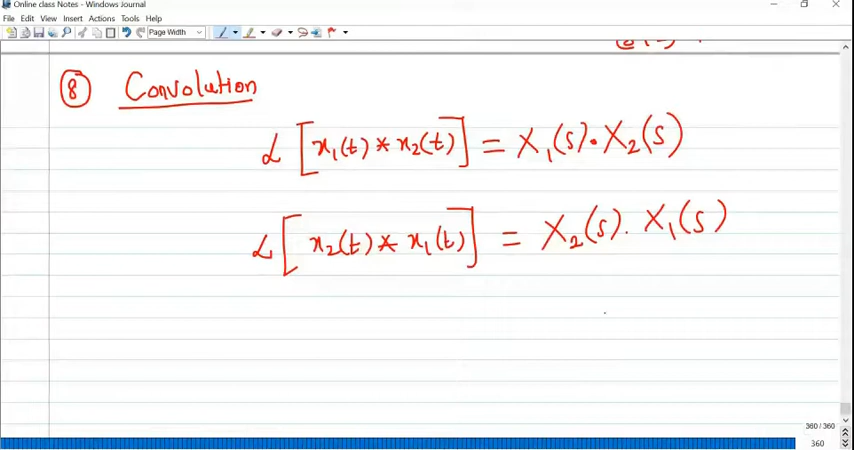 Online class Notes - Windows Journal
File Edit View Insert Actions Tools Help
Page Width
⑧ Convolution
ℒ [x₁(t) * x₂(t)] = X₁(s) · X₂(s)
ℒ [x₂(t) * x₁(t)] = X₂(s) · X₁(s)
360 / 360
360